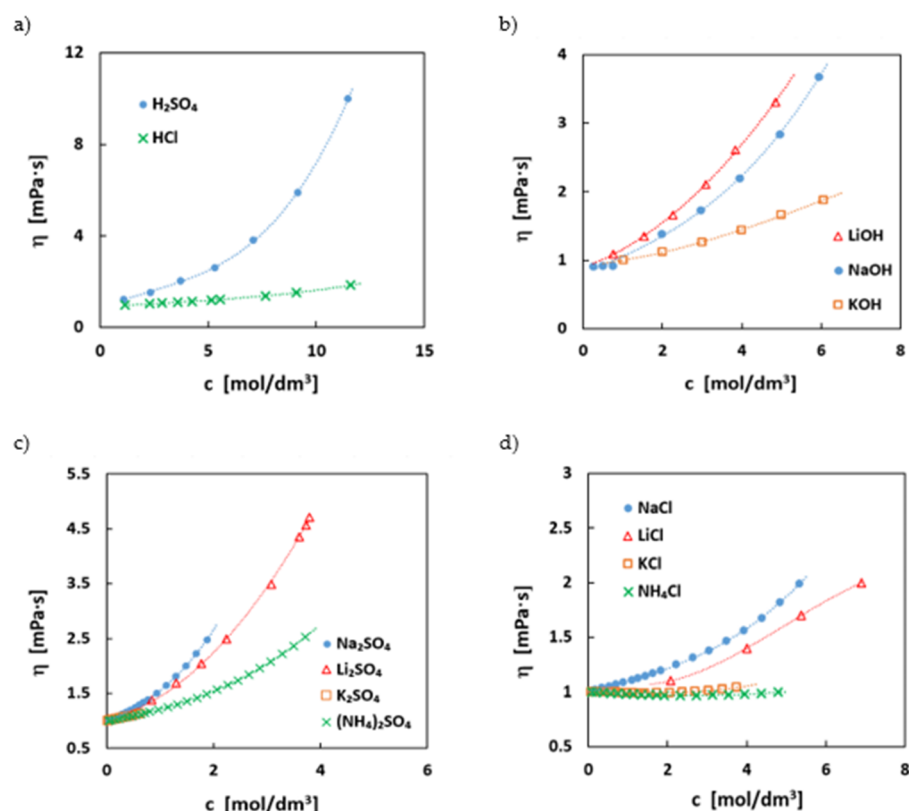 a)
12
8
4
0
0
5
10
15
η [mPa·s]
c [mol/dm³]
H₂SO₄
HCl
b)
4
3
2
1
0
0
2
4
6
8
η [mPa·s]
c [mol/dm³]
LiOH
NaOH
KOH
c)
5.5
4.5
3.5
2.5
1.5
0.5
0
2
4
6
η [mPa·s]
c [mol/dm³]
Na₂SO₄
Li₂SO₄
K₂SO₄
(NH₄)₂SO₄
d)
3
2.5
2
1.5
1
0.5
0
2
4
6
8
η [mPa·s]
c [mol/dm³]
NaCl
LiCl
KCl
NH₄Cl